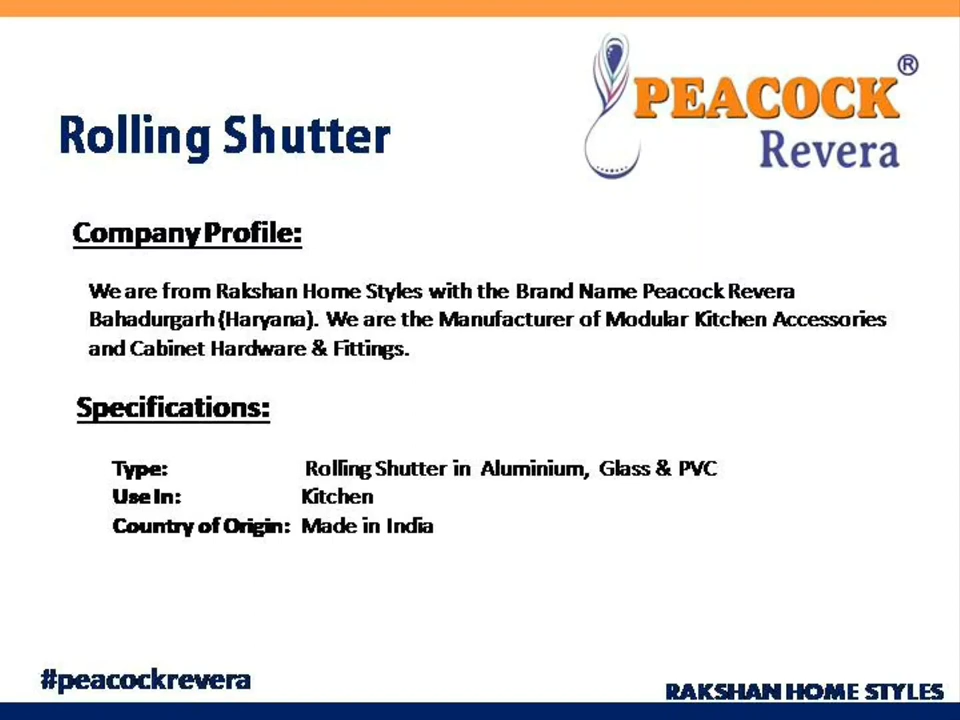 PEACOCK ®
Revera
Rolling Shutter
Company Profile:
We are from Rakshan Home Styles with the Brand Name Peacock Revera
Bahadurgarh (Haryana). We are the Manufacturer of Modular Kitchen Accessories
and Cabinet Hardware & Fittings.
Specifications:
Type: Rolling Shutter in Aluminium, Glass & PVC
Use In: Kitchen
Country of Origin: Made in India
#peacockrevera
RAKSHAN HOME STYLES